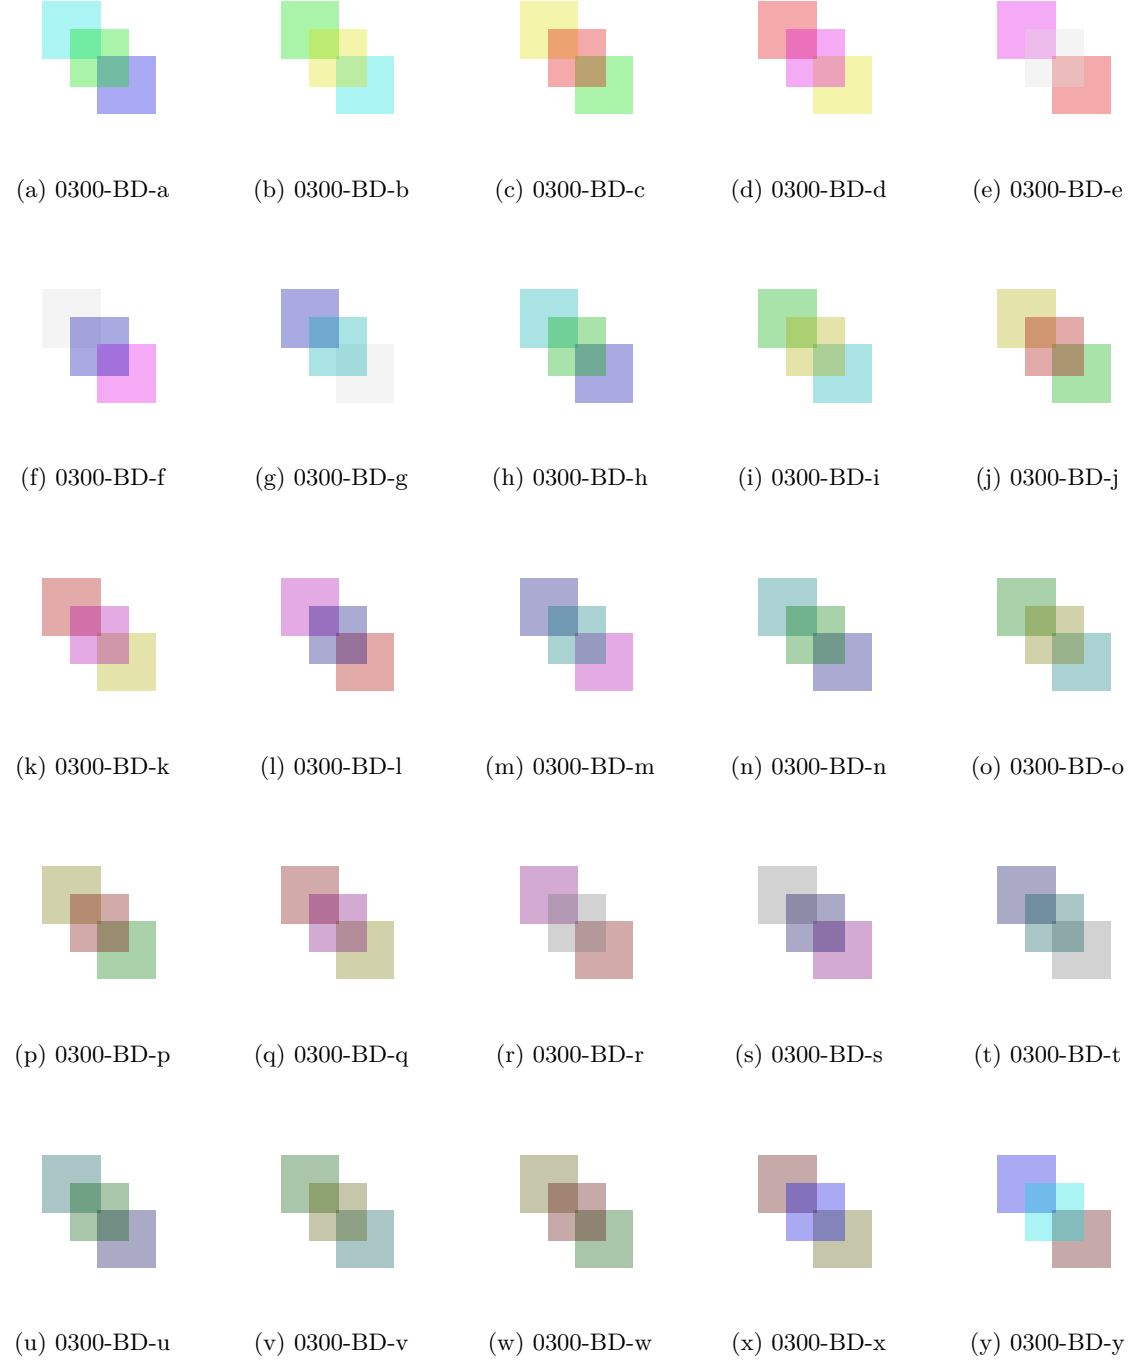 (a) 0300-BD-a (b) 0300-BD-b (c) 0300-BD-c (d) 0300-BD-d (e) 0300-BD-e
(f) 0300-BD-f (g) 0300-BD-g (h) 0300-BD-h (i) 0300-BD-i (j) 0300-BD-j
(k) 0300-BD-k (l) 0300-BD-l (m) 0300-BD-m (n) 0300-BD-n (o) 0300-BD-o
(p) 0300-BD-p (q) 0300-BD-q (r) 0300-BD-r (s) 0300-BD-s (t) 0300-BD-t
(u) 0300-BD-u (v) 0300-BD-v (w) 0300-BD-w (x) 0300-BD-x (y) 0300-BD-y